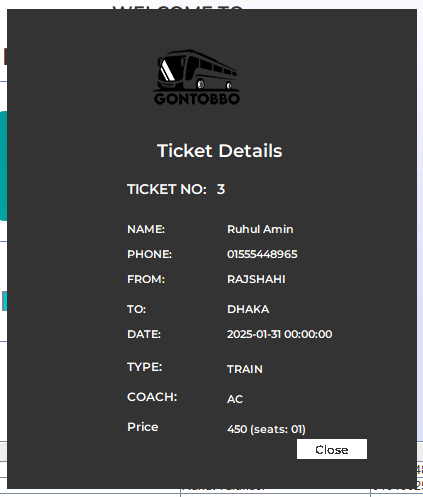 WELCOME TO
GONTOBBO
Ticket Details
TICKET NO: 3
NAME: Ruhul Amin
PHONE: 01555448965
FROM: RAJSHAHI
TO: DHAKA
DATE: 2025-01-31 00:00:00
TYPE: TRAIN
COACH: AC
Price 450 (seats: 01)
Close